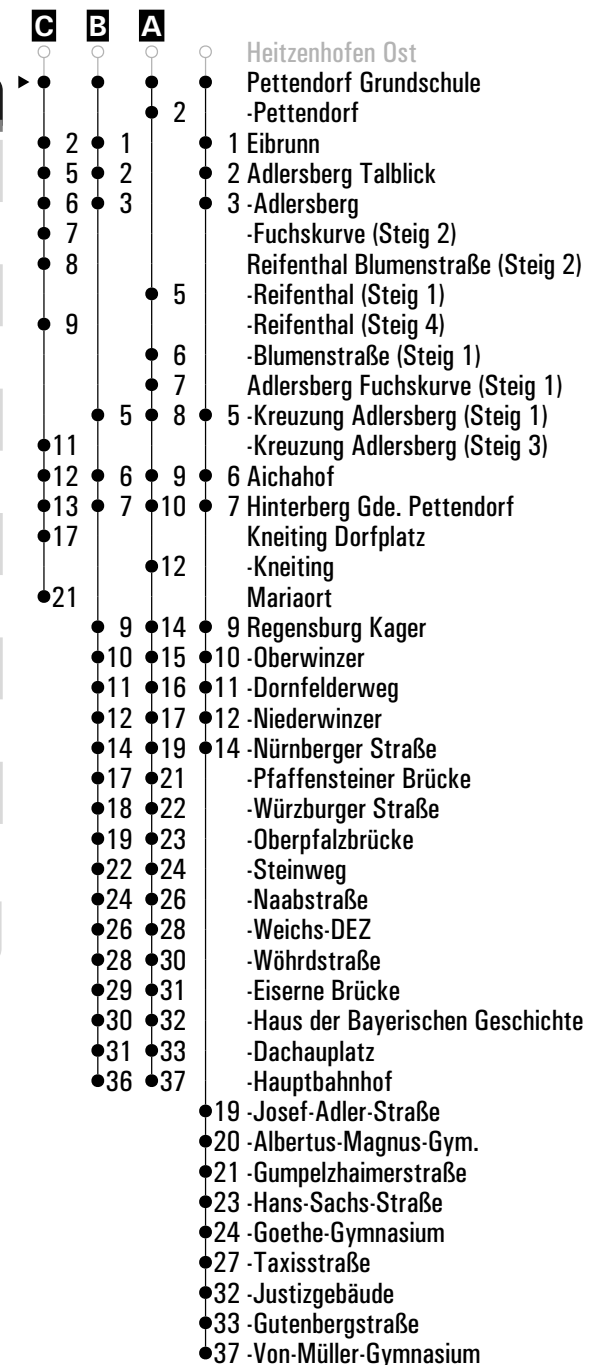 C B A
Heitzenhofen Ost
Pettendorf Grundschule
2 -Pettendorf
2 1 1 Eibrunn
5 2 2 Adlersberg Talblick
6 3 3 -Adlersberg
7 -Fuchskurve (Steig 2)
8 Reifenthal Blumenstraße (Steig 2)
5 -Reifenthal (Steig 1)
9 -Reifenthal (Steig 4)
6 -Blumenstraße (Steig 1)
7 Adlersberg Fuchskurve (Steig 1)
5 8 5 -Kreuzung Adlersberg (Steig 1)
11 -Kreuzung Adlersberg (Steig 3)
12 6 9 6 Aichahof
13 7 10 7 Hinterberg Gde. Pettendorf
17 Kneiting Dorfplatz
12 -Kneiting
21 Mariaort
9 14 9 Regensburg Kager
10 15 10 -Oberwinzer
11 16 11 -Dornfelderweg
12 17 12 -Niederwinzer
14 19 14 -Nürnberger Straße
17 21 -Pfaffensteiner Brücke
18 22 -Würzburger Straße
19 23 -Oberpfalzbrücke
22 24 -Steinweg
24 26 -Naabstraße
26 28 -Weichs-DEZ
28 30 -Wöhrdstraße
29 31 -Eiserne Brücke
30 32 -Haus der Bayerischen Geschichte
31 33 -Dachauplatz
36 37 -Hauptbahnhof
19 -Josef-Adler-Straße
20 -Albertus-Magnus-Gym.
21 -Gumpelzhaimerstraße
23 -Hans-Sachs-Straße
24 -Goethe-Gymnasium
27 -Taxisstraße
32 -Justizgebäude
33 -Gutenbergstraße
37 -Von-Müller-Gymnasium